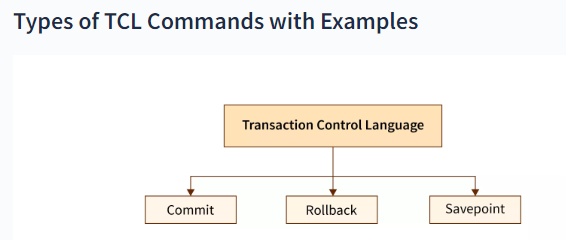 Types of TCL Commands with Examples
Transaction Control Language
Commit
Rollback
Savepoint